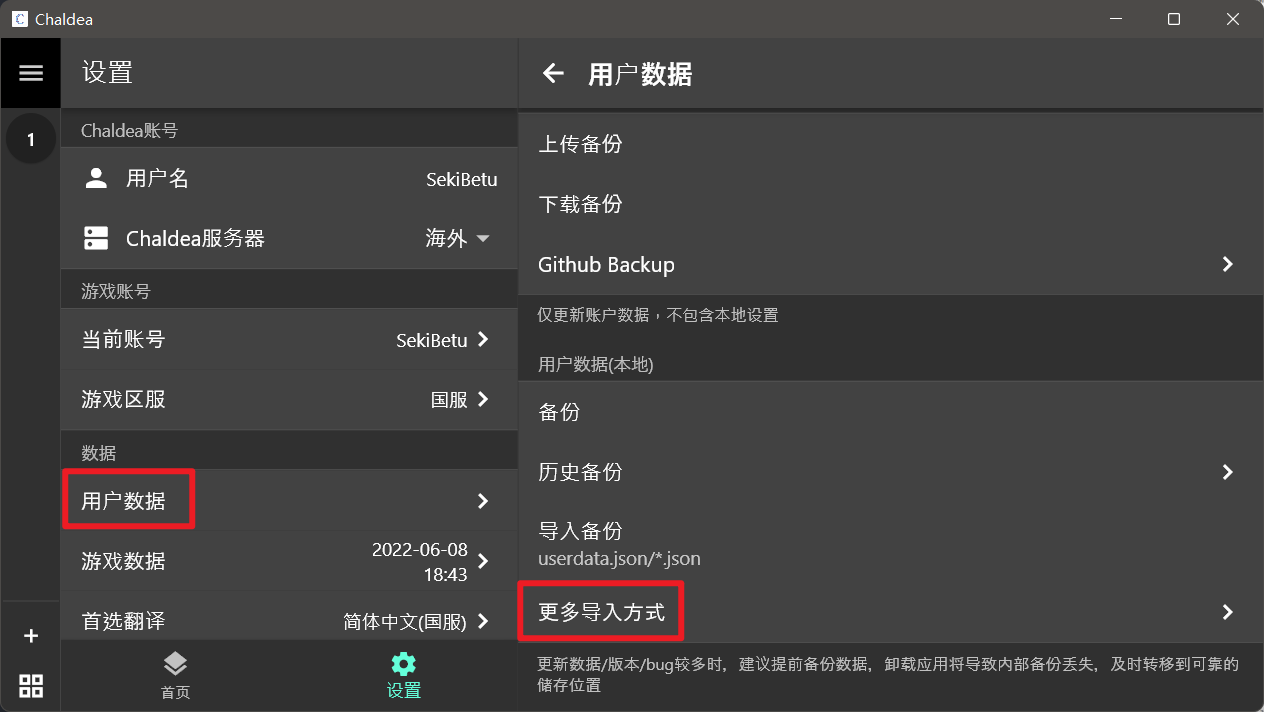 Chaldea
设置
1
Chaldea账号
用户名
SekiBetu
Chaldea服务器
海外
游戏账号
当前账号
SekiBetu
游戏区服
国服
数据
用户数据
游戏数据
2022-06-08
18:43
首选翻译
简体中文(国服)
首页
设置
用户数据
上传备份
下载备份
Github Backup
仅更新账户数据，不包含本地设置
用户数据(本地)
备份
历史备份
导入备份
userdata.json/*.json
更多导入方式
更新数据/版本/bug较多时, 建议提前备份数据, 卸载应用将导致内部备份丢失, 及时转移到可靠的
储存位置